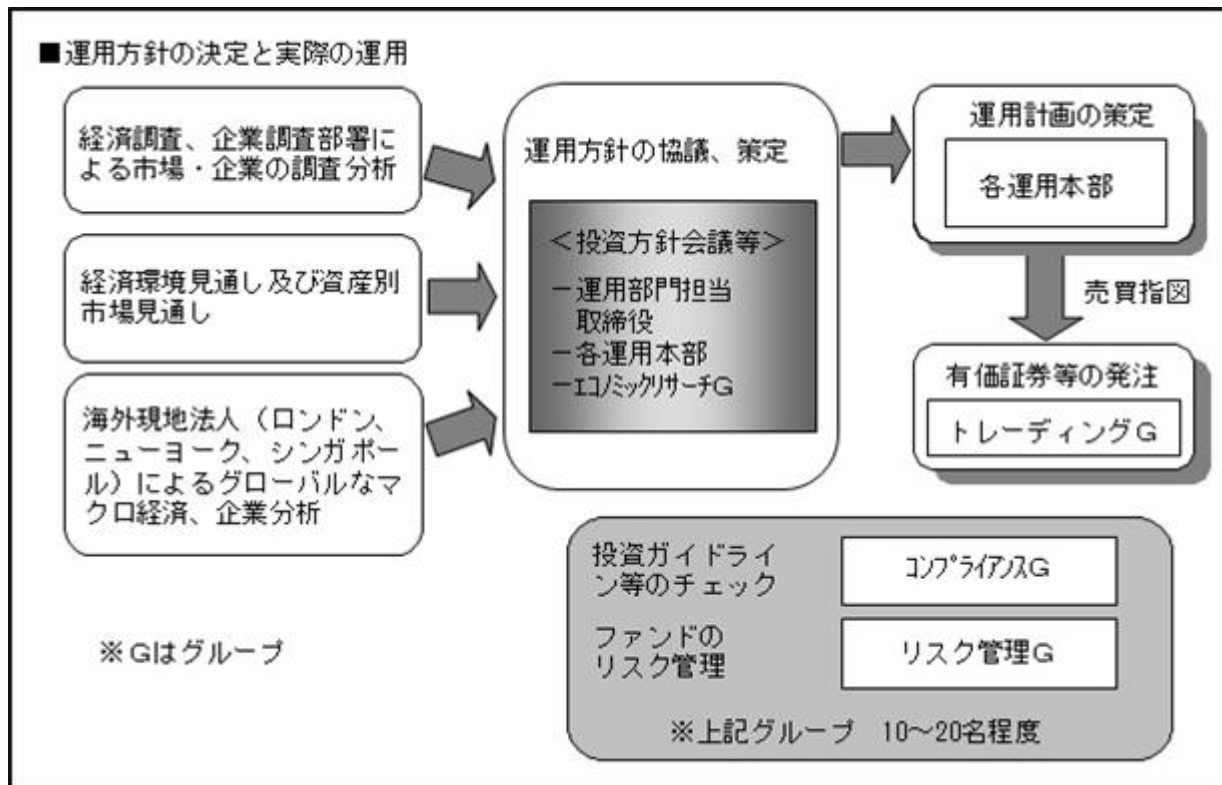 ■運用方針の決定と実際の運用
経済調査、企業調査部署に
よる市場・企業の調査分析
経済環境見通し及び資産別
市場見通し
海外現地法人（ロンドン、
ニューヨーク、シンガポー
ル）によるグローバルなマ
クロ経済、企業分析
運用方針の協議、策定
＜投資方針会議等＞
－運用部門担当
取締役
－各運用本部
－ｴｺﾉﾐｯｸﾘｻｰﾁG
運用計画の策定
各運用本部
売買指図
有価証券等の発注
トレーディングG
投資ガイドライ
ン等のチェック
ｺﾝﾌﾟﾗｲｱﾝｽG
ファンドの
リスク管理
リスク管理G
※上記グループ　10～20名程度
※Gはグループ